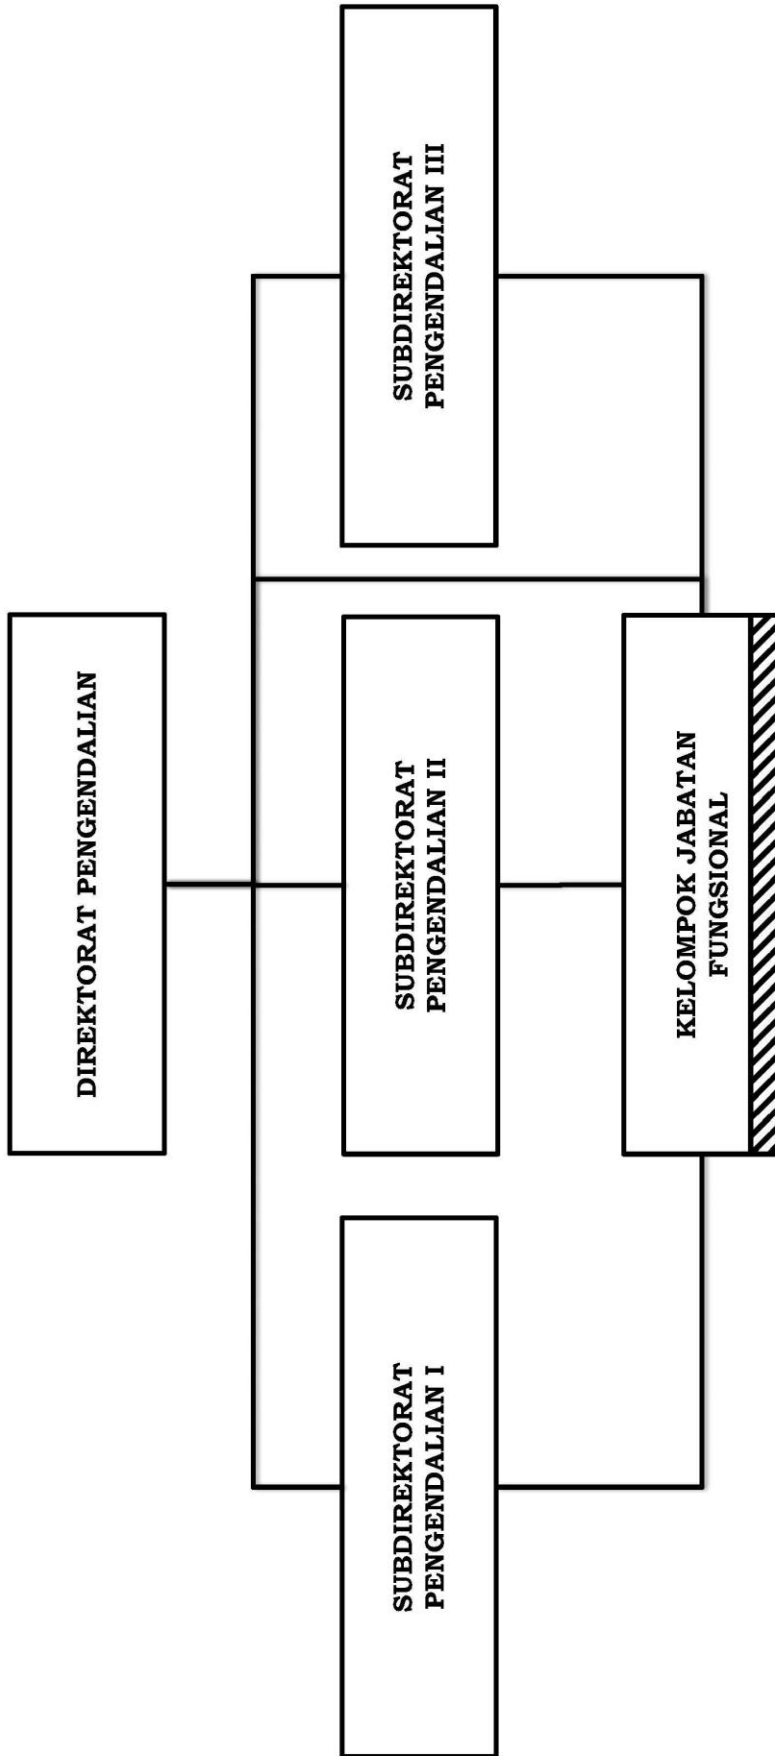 DIREKTORAT PENGENDALIAN
SUBDIREKTORAT
PENGENDALIAN I
SUBDIREKTORAT
PENGENDALIAN II
SUBDIREKTORAT
PENGENDALIAN III
KELOMPOK JABATAN
FUNGSIONAL